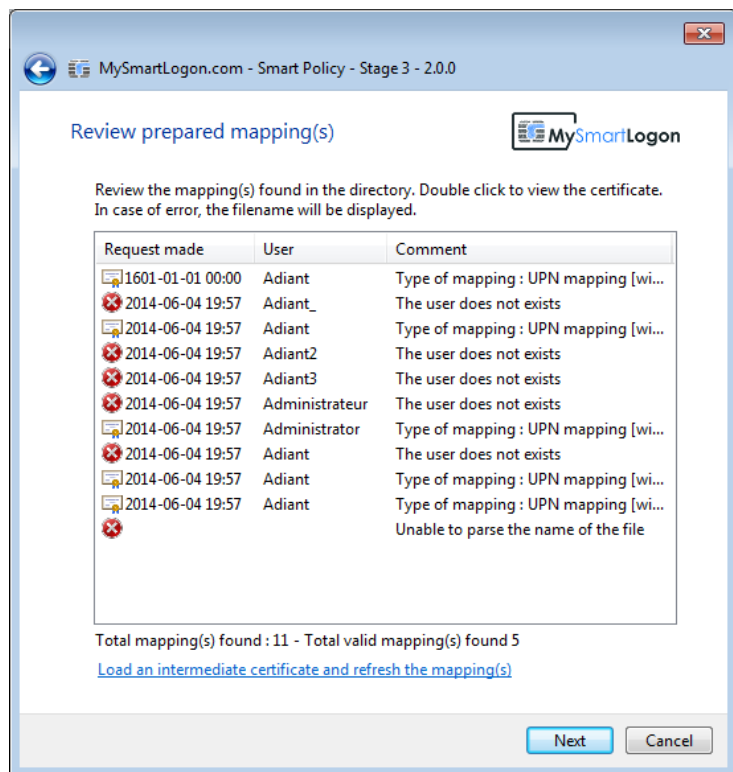 MySmartLogon.com - Smart Policy - Stage 3 - 2.0.0
Review prepared mapping(s)
MySmartLogon
Review the mapping(s) found in the directory. Double click to view the certificate.
In case of error, the filename will be displayed.
Request made User Comment
1601-01-01 00:00 Adiant Type of mapping : UPN mapping [wi...
2014-06-04 19:57 Adiant_ The user does not exists
2014-06-04 19:57 Adiant Type of mapping : UPN mapping [wi...
2014-06-04 19:57 Adiant2 The user does not exists
2014-06-04 19:57 Adiant3 The user does not exists
2014-06-04 19:57 Administrateur The user does not exists
2014-06-04 19:57 Administrator Type of mapping : UPN mapping [wi...
2014-06-04 19:57 Adiant The user does not exists
2014-06-04 19:57 Adiant Type of mapping : UPN mapping [wi...
2014-06-04 19:57 Adiant Type of mapping : UPN mapping [wi...
Unable to parse the name of the file
Total mapping(s) found : 11 - Total valid mapping(s) found 5
Load an intermediate certificate and refresh the mapping(s)
Next Cancel